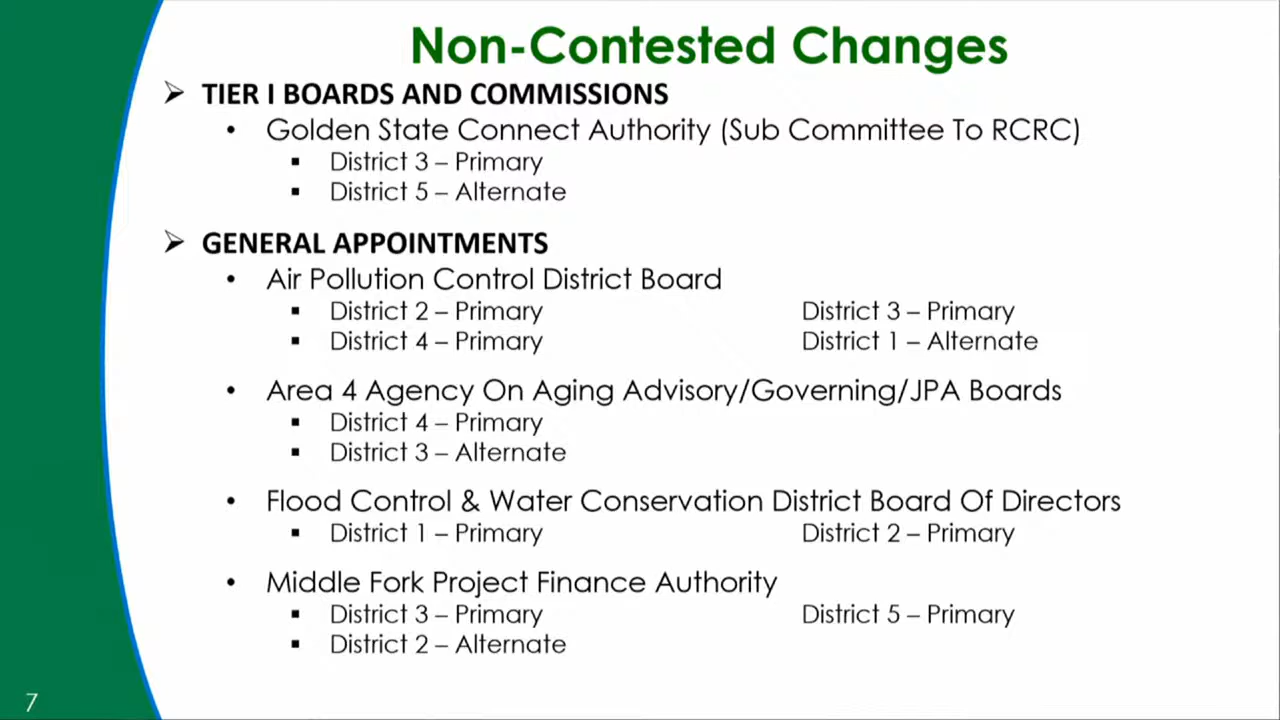 Non-Contested Changes
➢ TIER I BOARDS AND COMMISSIONS
• Golden State Connect Authority (Sub Committee To RCRC)
▪ District 3 – Primary
▪ District 5 – Alternate
➢ GENERAL APPOINTMENTS
• Air Pollution Control District Board
▪ District 2 – Primary District 3 – Primary
▪ District 4 – Primary District 1 – Alternate
• Area 4 Agency On Aging Advisory/Governing/JPA Boards
▪ District 4 – Primary
▪ District 3 – Alternate
• Flood Control & Water Conservation District Board Of Directors
▪ District 1 – Primary District 2 – Primary
• Middle Fork Project Finance Authority
▪ District 3 – Primary District 5 – Primary
▪ District 2 – Alternate
7